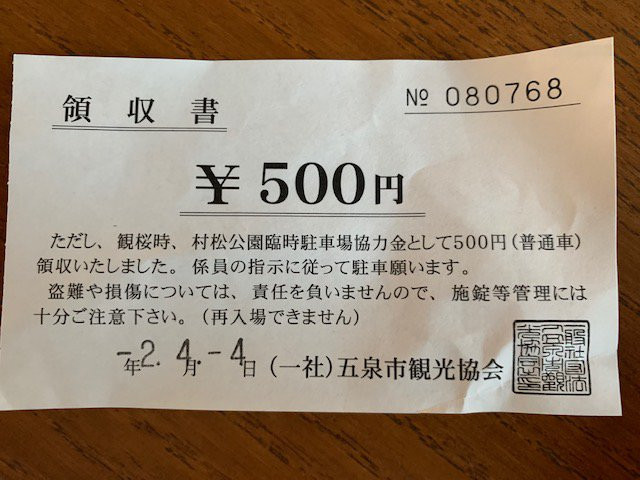 領収書
№ 080768
￥500円
ただし、観桜時、村松公園臨時駐車場協力金として500円(普通車)
領収いたしました。係員の指示に従って駐車願います。
盗難や損傷については、責任を負いませんので、施錠等管理には
十分ご注意下さい。(再入場できません)
-2.年 4.月 -4日 (一社)五泉市観光協会